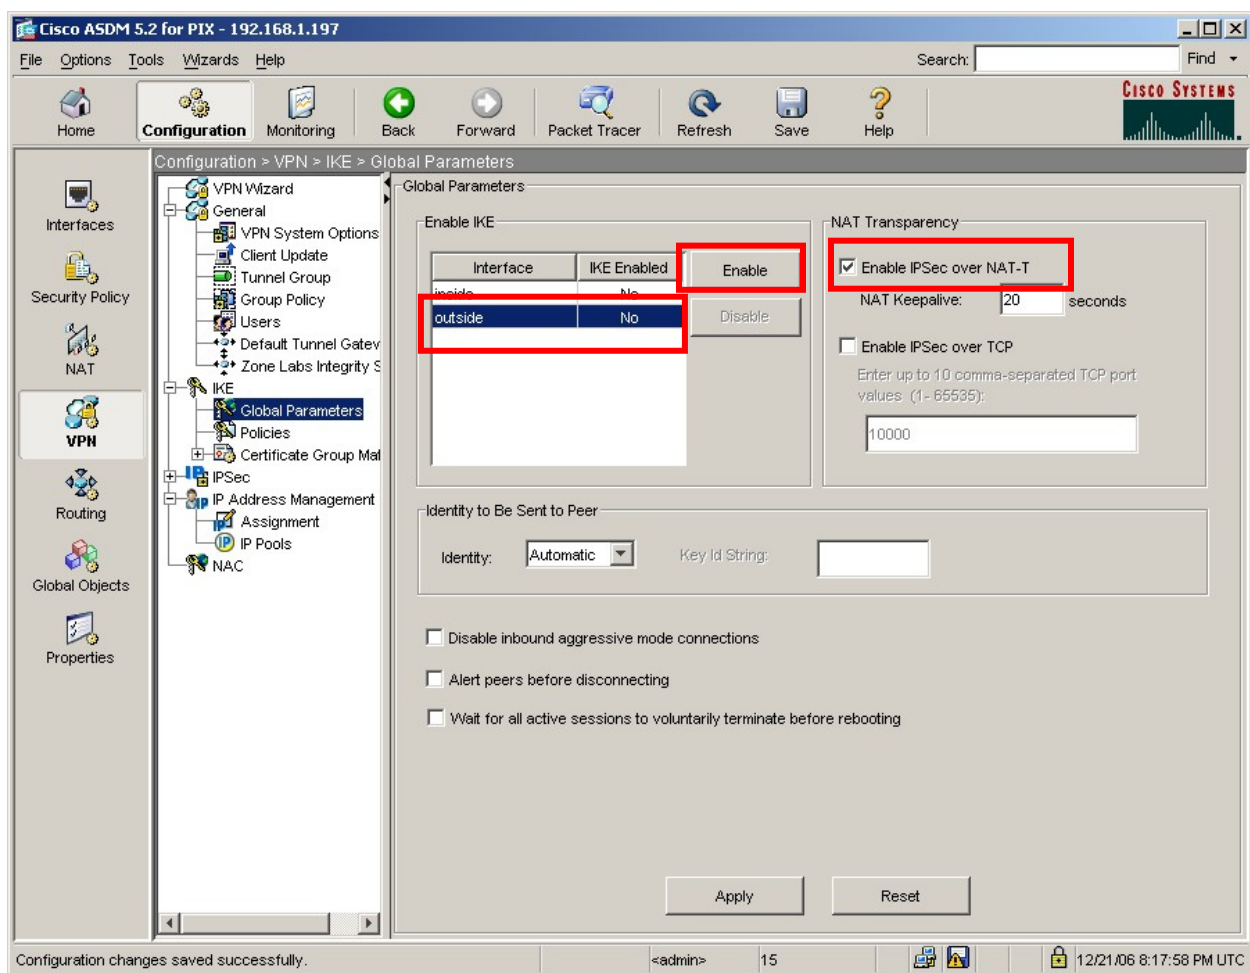 Cisco ASDM 5.2 for PIX - 192.168.1.197
File Options Tools Wizards Help Search: Find
Home Configuration Monitoring Back Forward Packet Tracer Refresh Save Help
CISCO SYSTEMS
Configuration > VPN > IKE > Global Parameters
Interfaces
Security Policy
NAT
VPN
Routing
Global Objects
Properties
VPN Wizard
General
VPN System Options
Client Update
Tunnel Group
Group Policy
Users
Default Tunnel Gatev
Zone Labs Integrity S
IKE
Global Parameters
Policies
Certificate Group Mat
IPSec
IP Address Management
Assignment
IP Pools
NAC
Global Parameters
Enable IKE
Interface IKE Enabled
inside No
outside No
Enable
Disable
NAT Transparency
Enable IPSec over NAT-T
NAT Keepalive: 20 seconds
Enable IPSec over TCP
Enter up to 10 comma-separated TCP port
values (1- 65535):
10000
Identity to Be Sent to Peer
Identity: Automatic Key Id String:
Disable inbound aggressive mode connections
Alert peers before disconnecting
Wait for all active sessions to voluntarily terminate before rebooting
Apply Reset
Configuration changes saved successfully. <admin> 15 12/21/06 8:17:58 PM UTC